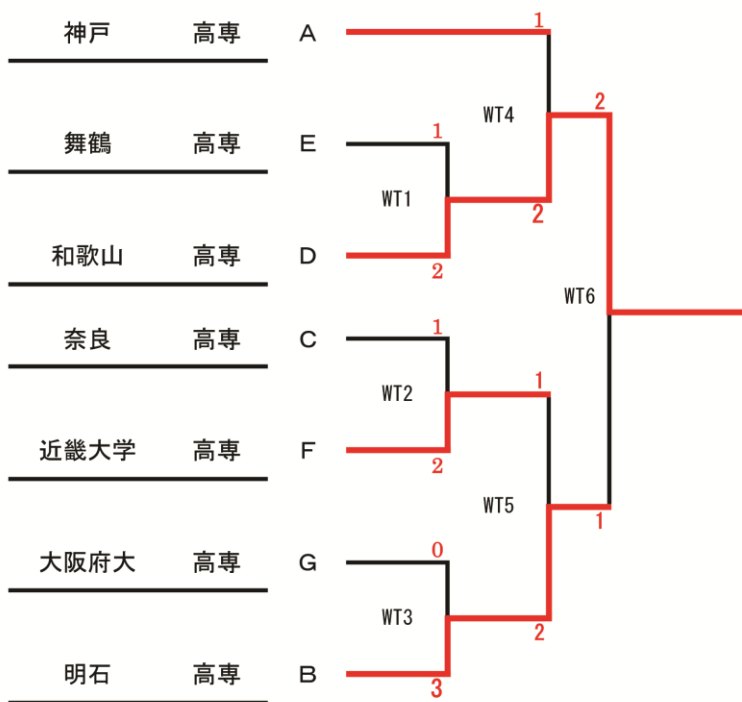 神戸 高専 A 1
WT4 2
舞鶴 高専 E 1
WT1 2
和歌山 高専 D 2
WT6
奈良 高専 C 1
WT2 1
近畿大学 高専 F 2
WT5 1
大阪府大 高専 G 0
WT3 2
明石 高専 B 3